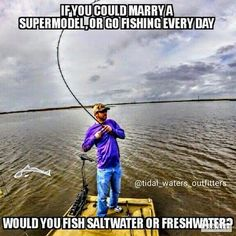 IF YOU COULD MARRY A
SUPERMODEL, OR GO FISHING EVERY DAY
@tidal_waters_outfitters
WOULD YOU FISH SALTWATER OR FRESHWATER?